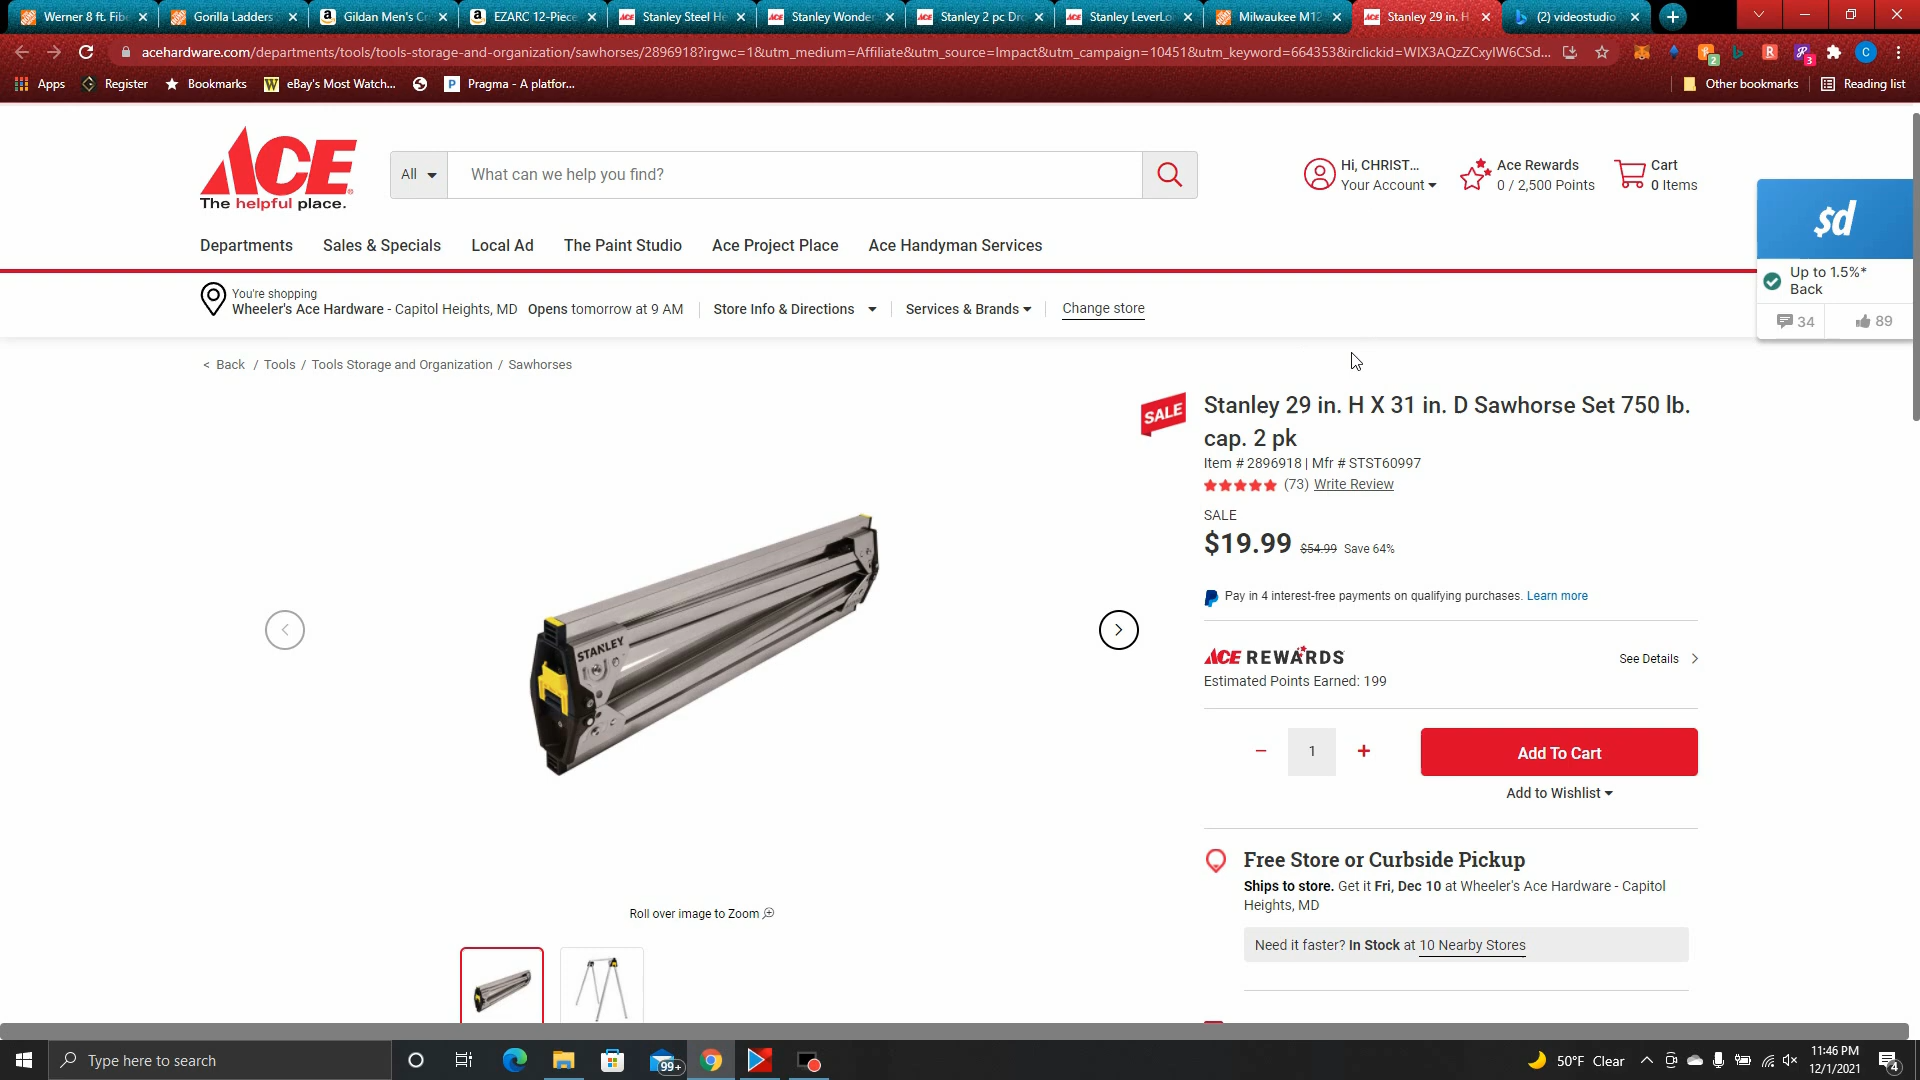 Werner 8 ft. Fib
Gorilla Ladders
Gildan Men's C
EZARC 12-Piece
Stanley Steel He
Stanley Wonder
Stanley 2 pc Dr
Stanley LeverLo
Milwaukee M12
Stanley 29 in. H
(2) videostudio
acehardware.com/departments/tools/tools-storage-and-organization/sawhorses/2896918?irgwc=1&utm_medium=Affiliate&utm_source=Impact&utm_campaign=10451&utm_keyword=664353&irclickid=WIX3AQzZCxyIW6CSd...
2
3
C
Apps
Register
Bookmarks
eBay's Most Watch...
Pragma - A platfor...
Other bookmarks
Reading list
ACE
The helpful place.
All
What can we help you find?
Hi, CHRIST...
Your Account
Ace Rewards
0 / 2,500 Points
Cart
0 Items
$d
Up to 1.5%*
Back
34
89
Departments
Sales & Specials
Local Ad
The Paint Studio
Ace Project Place
Ace Handyman Services
You're shopping
Wheeler's Ace Hardware - Capitol Heights, MD Opens tomorrow at 9 AM
Store Info & Directions
Services & Brands
Change store
< Back / Tools / Tools Storage and Organization / Sawhorses
SALE
Stanley 29 in. H X 31 in. D Sawhorse Set 750 lb.
cap. 2 pk
Item # 2896918 | Mfr # STST60997
(73) Write Review
SALE
$19.99 $54.99 Save 64%
Pay in 4 interest-free payments on qualifying purchases. Learn more
STANLEY
ACE REWARDS
See Details
Estimated Points Earned: 199
1
Add To Cart
Add to Wishlist
Free Store or Curbside Pickup
Ships to store. Get it Fri, Dec 10 at Wheeler's Ace Hardware - Capitol
Heights, MD
Need it faster? In Stock at 10 Nearby Stores
Roll over image to Zoom
Type here to search
99+
50°F Clear
11:46 PM
12/1/2021
4